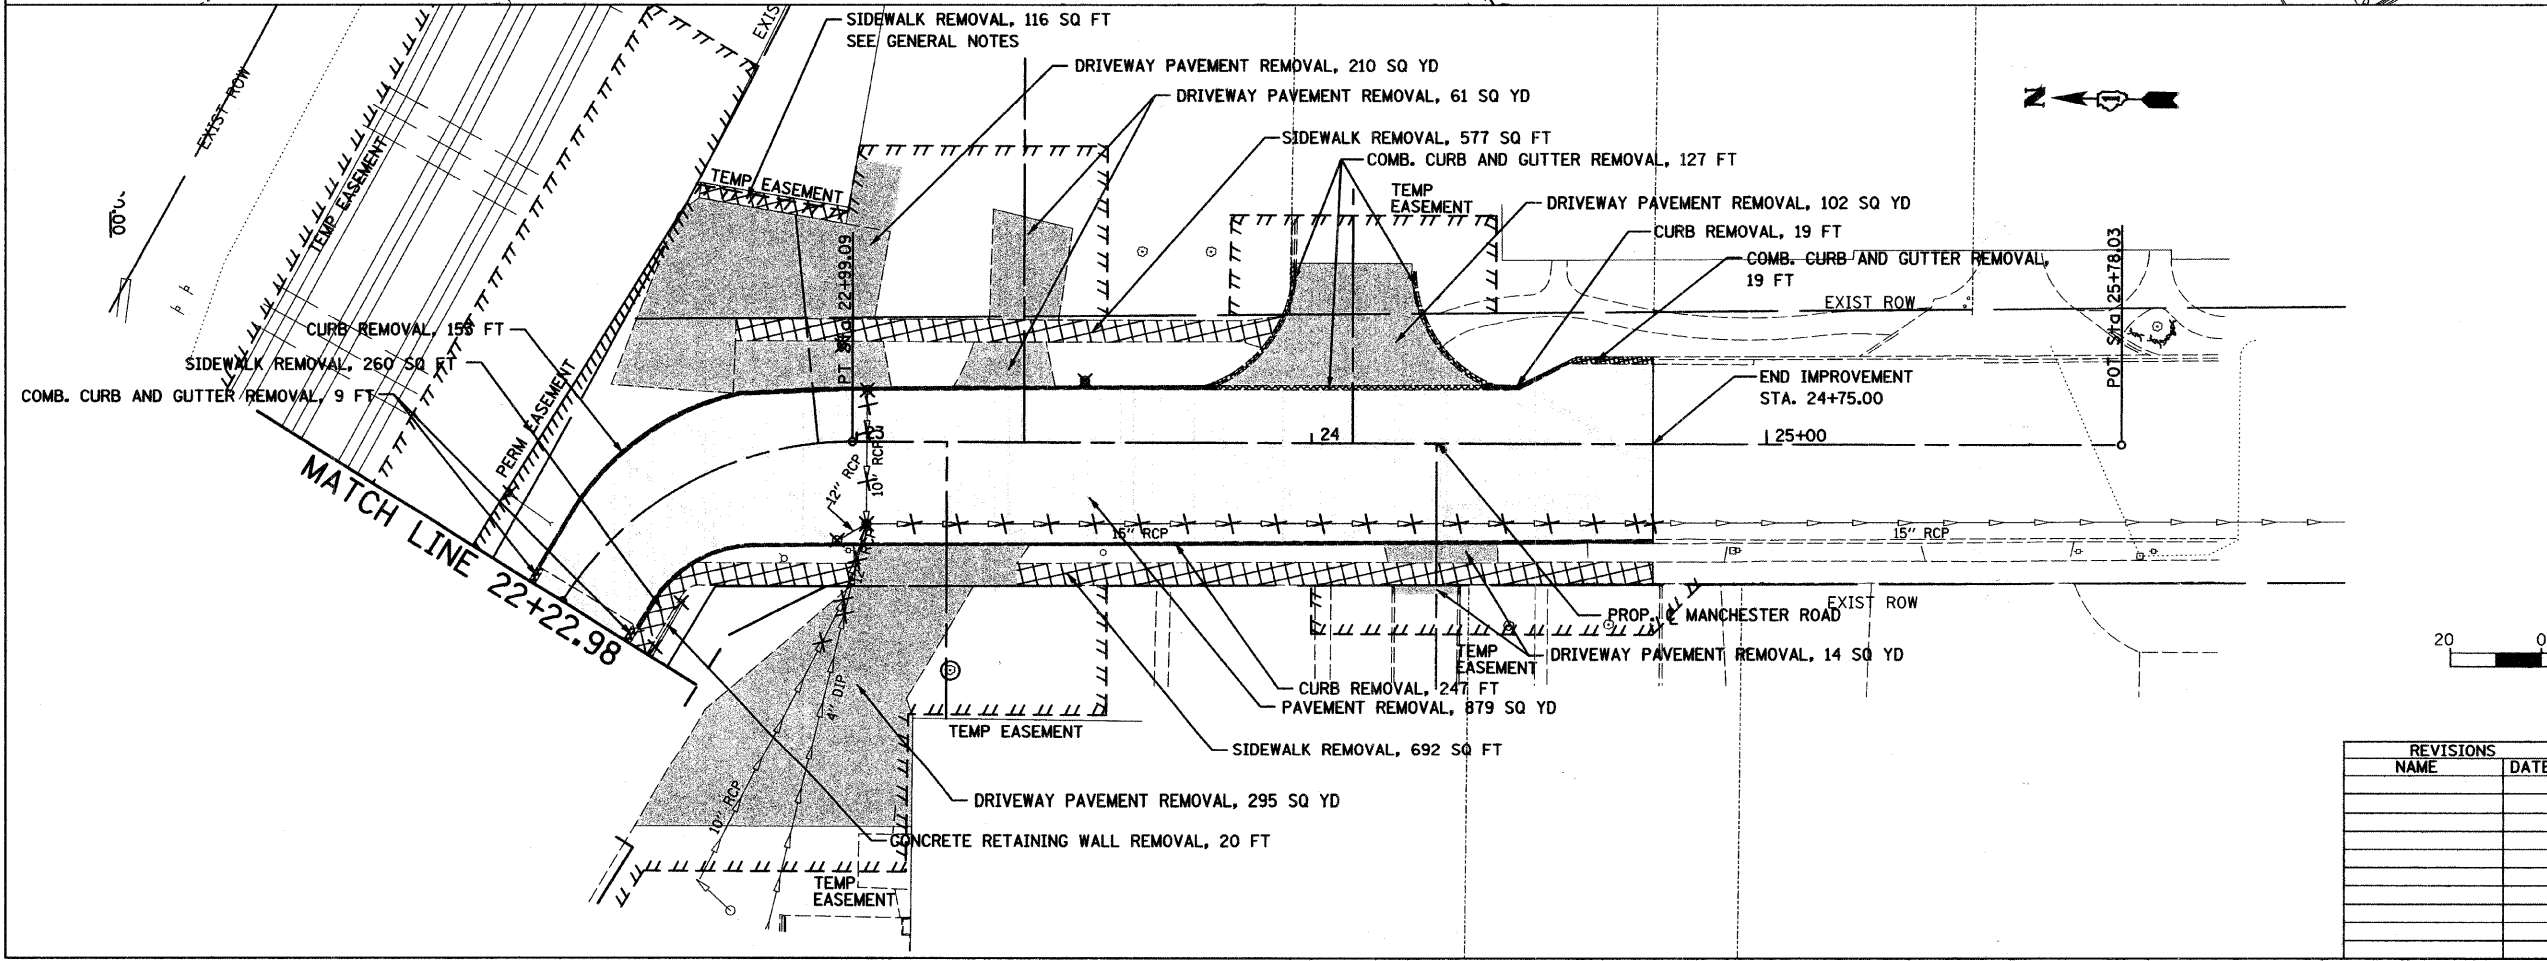 SIDEWALK REMOVAL, 116 SQ FT
SEE GENERAL NOTES
DRIVEWAY PAVEMENT REMOVAL, 210 SQ YD
DRIVEWAY PAVEMENT REMOVAL, 61 SQ YD
SIDEWALK REMOVAL, 577 SQ FT
COMB. CURB AND GUTTER REMOVAL, 127 FT
TEMP
EASEMENT
DRIVEWAY PAVEMENT REMOVAL, 102 SQ YD
CURB REMOVAL, 19 FT
COMB. CURB AND GUTTER REMOVAL,
19 FT
N
EXIST ROW
EXIS
TEMP EASEMENT
TEMP EASEMENT
PT Sta 22+99.09
EXIST ROW
POT Sta 25+78.03
CURB REMOVAL, 153 FT
SIDEWALK REMOVAL, 260 SQ FT
COMB. CURB AND GUTTER REMOVAL, 9 FT
PERM EASEMENT
MATCH LINE 22+22.98
END IMPROVEMENT
STA. 24+75.00
23
24
25+00
12" RCP
10" RCP
12" RCP
15" RCP
15" RCP
EXIST ROW
PROP. ℄ MANCHESTER ROAD
TEMP
EASEMENT
DRIVEWAY PAVEMENT REMOVAL, 14 SQ YD
CURB REMOVAL, 247 FT
PAVEMENT REMOVAL, 879 SQ YD
TEMP EASEMENT
SIDEWALK REMOVAL, 692 SQ FT
4" DIP
10" RCP
DRIVEWAY PAVEMENT REMOVAL, 295 SQ YD
CONCRETE RETAINING WALL REMOVAL, 20 FT
TEMP
EASEMENT
20
0
REVISIONS
NAME
DATE